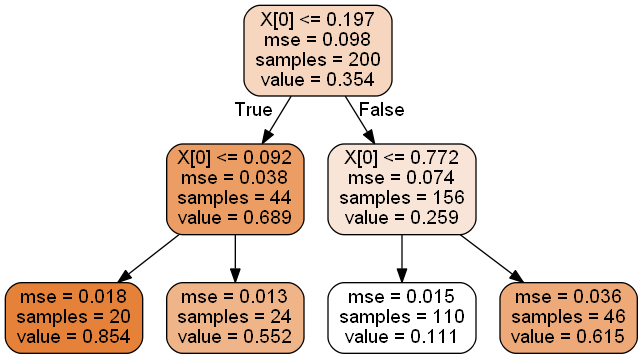 X[0] <= 0.197
mse = 0.098
samples = 200
value = 0.354
True
False
X[0] <= 0.092
mse = 0.038
samples = 44
value = 0.689
X[0] <= 0.772
mse = 0.074
samples = 156
value = 0.259
mse = 0.018
samples = 20
value = 0.854
mse = 0.013
samples = 24
value = 0.552
mse = 0.015
samples = 110
value = 0.111
mse = 0.036
samples = 46
value = 0.615